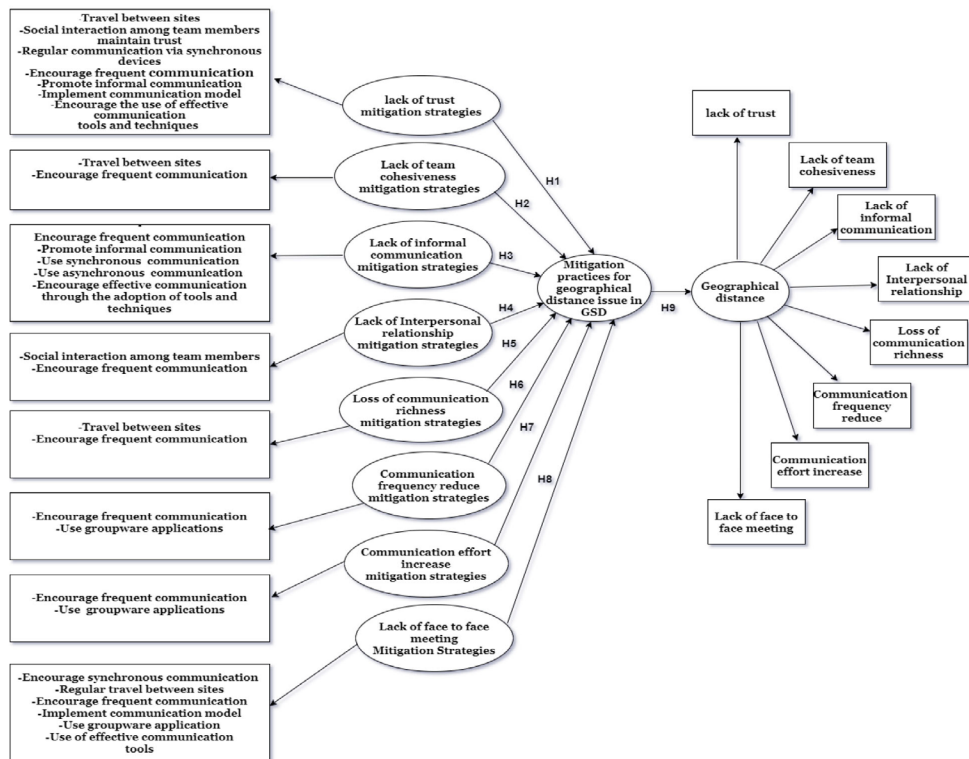 -Travel between sites
-Social interaction among team members
maintain trust
-Regular communication via synchronous
devices
-Encourage frequent communication
-Promote informal communication
-Implement communication model
-Encourage the use of effective
communication
tools and techniques
-Travel between sites
-Encourage frequent communication
Encourage frequent communication
-Promote informal communication
-Use synchronous communication
-Use asynchronous communication
-Encourage effective communication
through the adoption of tools and
techniques
-Social interaction among team members
-Encourage frequent communication
-Travel between sites
-Encourage frequent communication
-Encourage frequent communication
-Use groupware applications
-Encourage frequent communication
-Use groupware applications
-Encourage synchronous communication
-Regular travel between sites
-Encourage frequent communication
-Implement communication model
-Use groupware application
-Use of effective communication
tools
lack of trust
mitigation strategies
Lack of team
cohesiveness
mitigation strategies
Lack of informal
communication
mitigation strategies
Lack of Interpersonal
relationship
mitigation strategies
Loss of communication
richness
mitigation strategies
Communication
frequency reduce
mitigation strategies
Communication effort
increase
mitigation strategies
Lack of face to face
meeting
Mitigation Strategies
H1
H2
H3
H4
H5
H6
H7
H8
Mitigation
practices for
geographical
distance issue in
GSD
H9
Geographical
distance
lack of trust
Lack of team
cohesiveness
Lack of
informal
communication
Lack of
Interpersonal
relationship
Loss of
communication
richness
Communication
frequency
reduce
Communication
effort increase
Lack of face to
face meeting